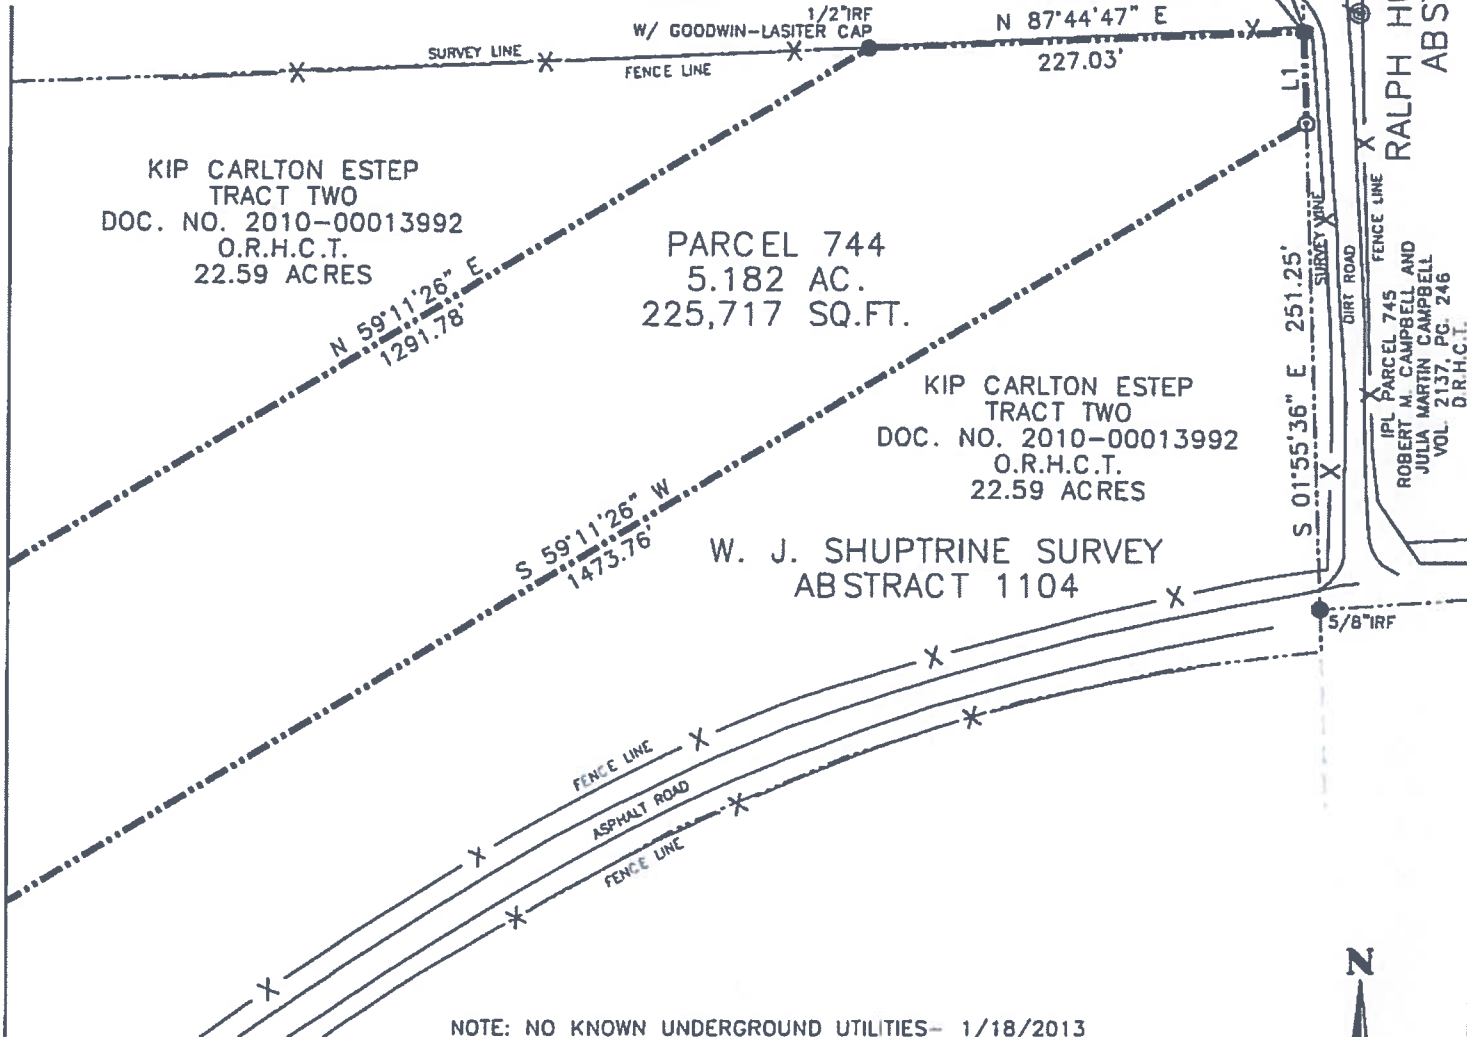 1/2"IRF
W/ GOODWIN-LASITER CAP
N 87°44'47" E
227.03'
SURVEY LINE
FENCE LINE
L1
RALPH
KIP CARLTON ESTEP
TRACT TWO
DOC. NO. 2010-00013992
O.R.H.C.T.
22.59 ACRES
PARCEL 744
5.182 AC.
225,717 SQ.FT.
N 59°11'26" E
1291.78'
S 01°55'36" E 251.25'
SURVEY LINE
DIRT ROAD
FENCE LINE
IPL PARCEL 745
ROBERT M. CAMPBELL AND
JULIA MARTIN CAMPBELL
VOL. 2137, PG. 246
D.R.H.C.T.
KIP CARLTON ESTEP
TRACT TWO
DOC. NO. 2010-00013992
O.R.H.C.T.
22.59 ACRES
S 59°11'26" W
1473.76'
W. J. SHUPTRINE SURVEY
ABSTRACT 1104
5/8"IRF
FENCE LINE
ASPHALT ROAD
FENCE LINE
N
NOTE: NO KNOWN UNDERGROUND UTILITIES- 1/18/2013